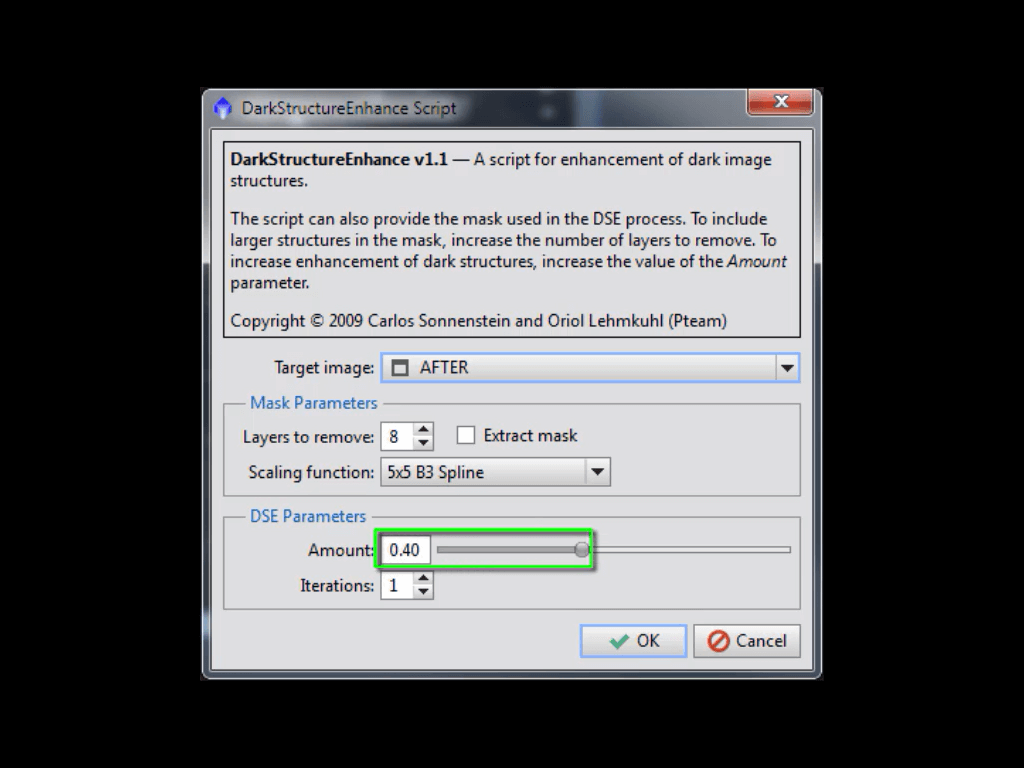 DarkStructureEnhance Script
DarkStructureEnhance v1.1 — A script for enhancement of dark image
structures.
The script can also provide the mask used in the DSE process. To include
larger structures in the mask, increase the number of layers to remove. To
increase enhancement of dark structures, increase the value of the Amount
parameter.
Copyright © 2009 Carlos Sonnenstein and Oriol Lehmkuhl (Pteam)
Target image: AFTER
Mask Parameters
Layers to remove: 8 Extract mask
Scaling function: 5x5 B3 Spline
DSE Parameters
Amount: 0.40
Iterations: 1
OK Cancel